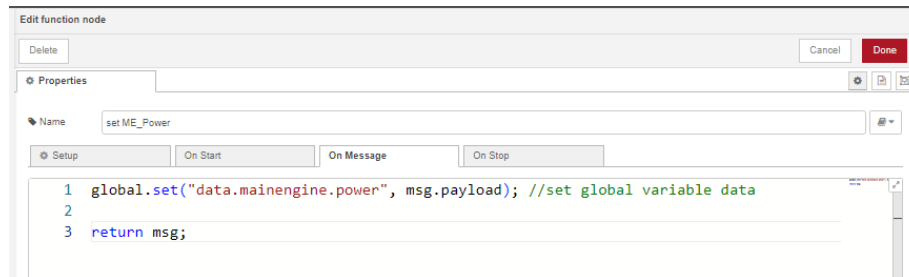 Edit function node
Delete
Cancel
Done
Properties
Name
set ME_Power
Setup
On Start
On Message
On Stop
1 global.set("data.mainengine.power", msg.payload); //set global variable data
2
3 return msg;